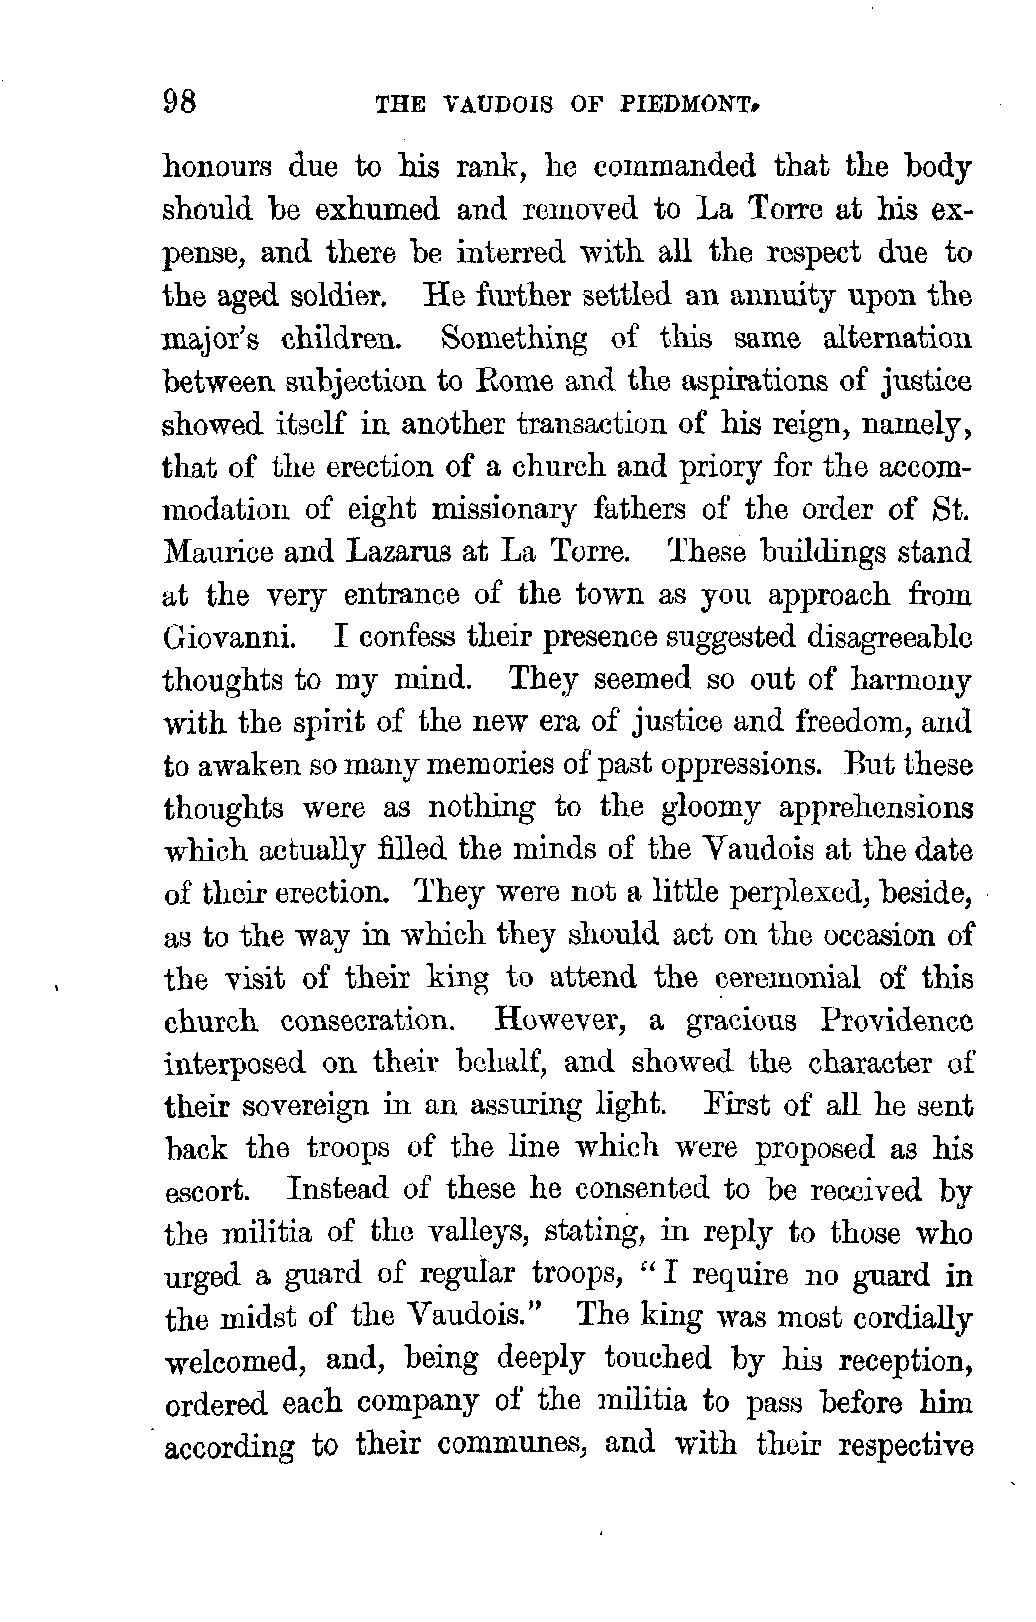 98 THE VAUDOIS OF PIEDMONT.
honours due to his rank, he commanded that the body
should be exhumed and removed to La Torre at his ex-
pense, and there be interred with all the respect due to
the aged soldier. He further settled an annuity upon the
major's children. Something of this same alternation
between subjection to Rome and the aspirations of justice
showed itself in another transaction of his reign, namely,
that of the erection of a church and priory for the accom-
modation of eight missionary fathers of the order of St.
Maurice and Lazarus at La Torre. These buildings stand
at the very entrance of the town as you approach from
Giovanni. I confess their presence suggested disagreeable
thoughts to my mind. They seemed so out of harmony
with the spirit of the new era of justice and freedom, and
to awaken so many memories of past oppressions. But these
thoughts were as nothing to the gloomy apprehensions
which actually filled the minds of the Vaudois at the date
of their erection. They were not a little perplexed, beside,
as to the way in which they should act on the occasion of
the visit of their king to attend the ceremonial of this
church consecration. However, a gracious Providence
interposed on their behalf, and showed the character of
their sovereign in an assuring light. First of all he sent
back the troops of the line which were proposed as his
escort. Instead of these he consented to be received by
the militia of the valleys, stating, in reply to those who
urged a guard of regular troops, “I require no guard in
the midst of the Vaudois.” The king was most cordially
welcomed, and, being deeply touched by his reception,
ordered each company of the militia to pass before him
according to their communes, and with their respective